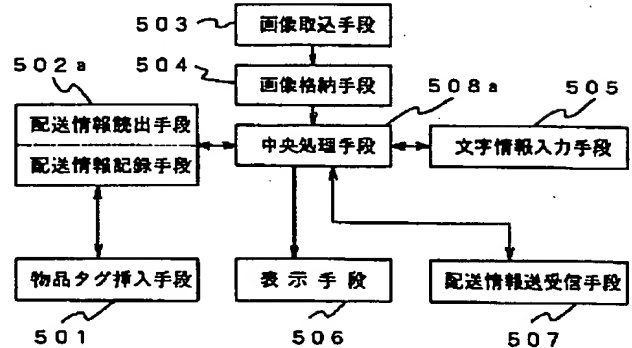 503
画像取込手段
502a
504
画像格納手段
508a
505
配送情報読出手段
配送情報記録手段
中央処理手段
文字情報入力手段
物品タグ挿入手段
表示手段
配送情報送受信手段
501
506
507